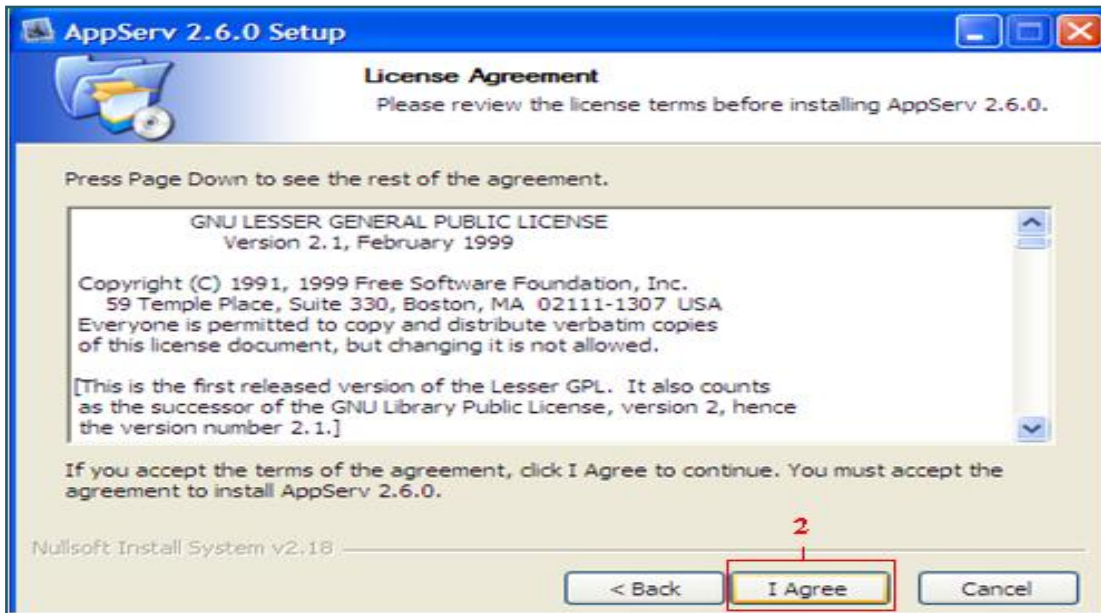 AppServ 2.6.0 Setup
License Agreement
Please review the license terms before installing AppServ 2.6.0.
Press Page Down to see the rest of the agreement.
GNU LESSER GENERAL PUBLIC LICENSE
Version 2.1, February 1999
Copyright (C) 1991, 1999 Free Software Foundation, Inc.
59 Temple Place, Suite 330, Boston, MA 02111-1307 USA
Everyone is permitted to copy and distribute verbatim copies
of this license document, but changing it is not allowed.
[This is the first released version of the Lesser GPL. It also counts
as the successor of the GNU Library Public License, version 2, hence
the version number 2.1.]
If you accept the terms of the agreement, click I Agree to continue. You must accept the
agreement to install AppServ 2.6.0.
2
Nullsoft Install System v2.18
< Back
I Agree
Cancel